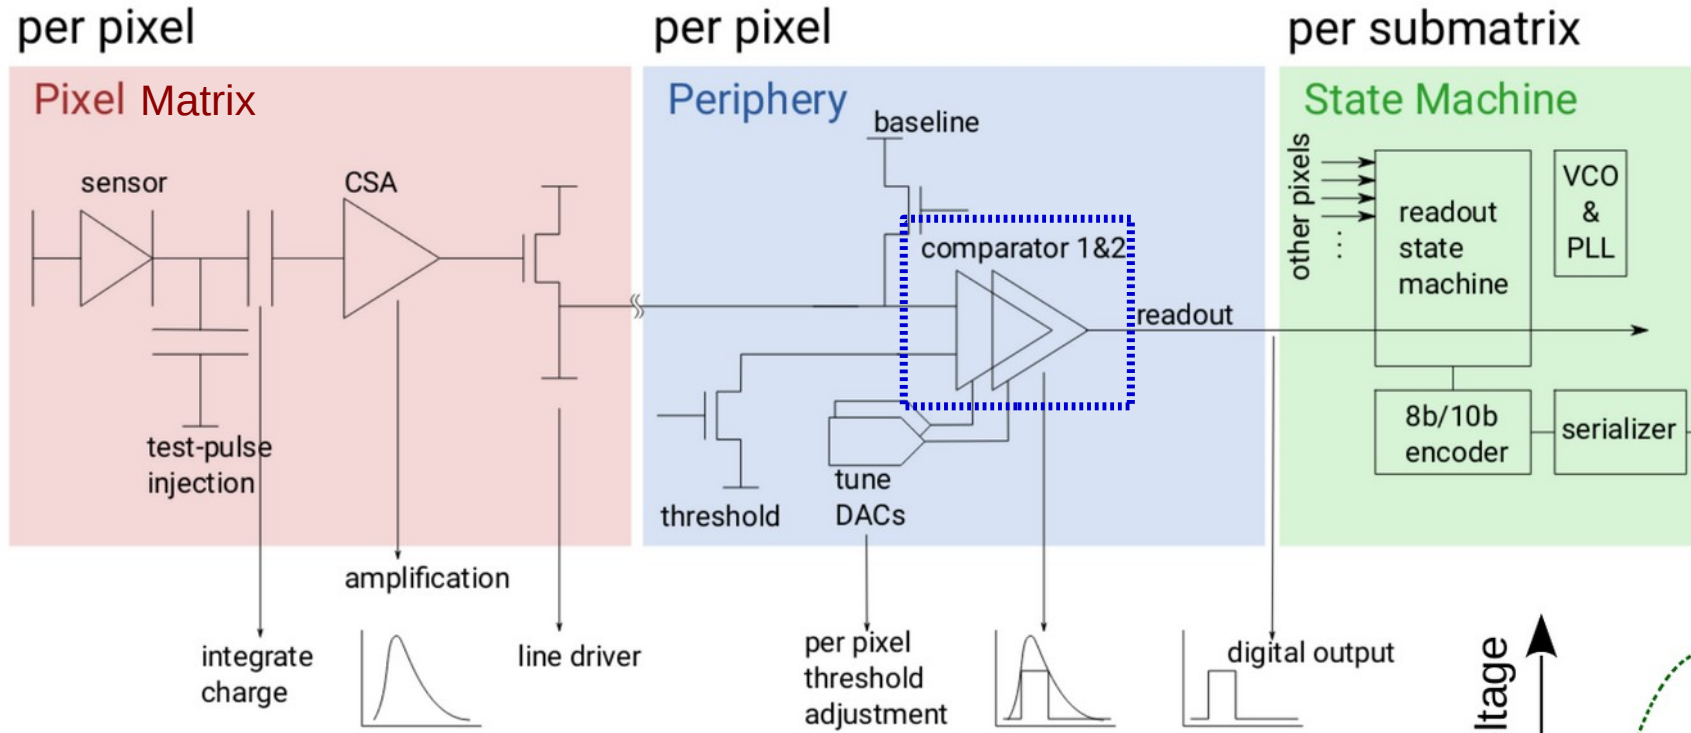 per pixel
per pixel
per submatrix
Pixel Matrix
Periphery
State Machine
baseline
sensor
CSA
comparator 1&2
other pixels
⋮
readout
state
machine
VCO
&
PLL
readout
test-pulse
injection
threshold
tune
DACs
8b/10b
encoder
serializer
amplification
integrate
charge
line driver
per pixel
threshold
adjustment
digital output
ltage